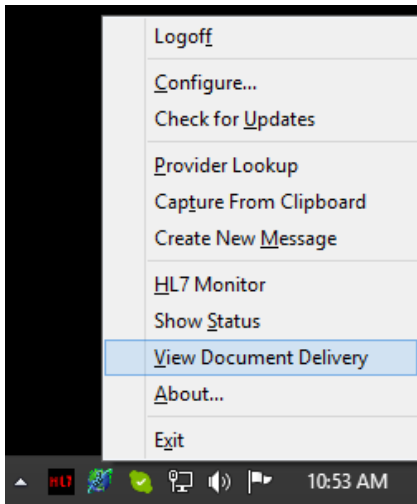 Logoff
Configure...
Check for Updates
Provider Lookup
Capture From Clipboard
Create New Message
HL7 Monitor
Show Status
View Document Delivery
About...
Exit
HL7 10:53 AM